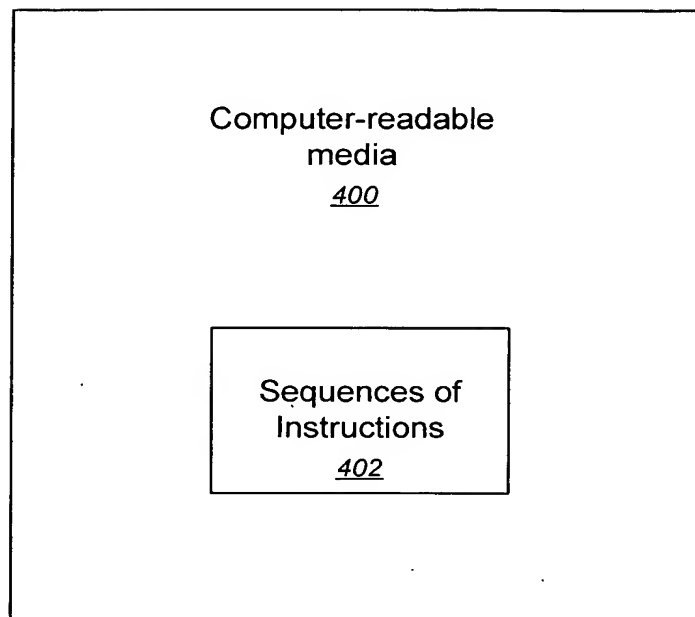 Computer-readable
media
400
Sequences of
Instructions
402